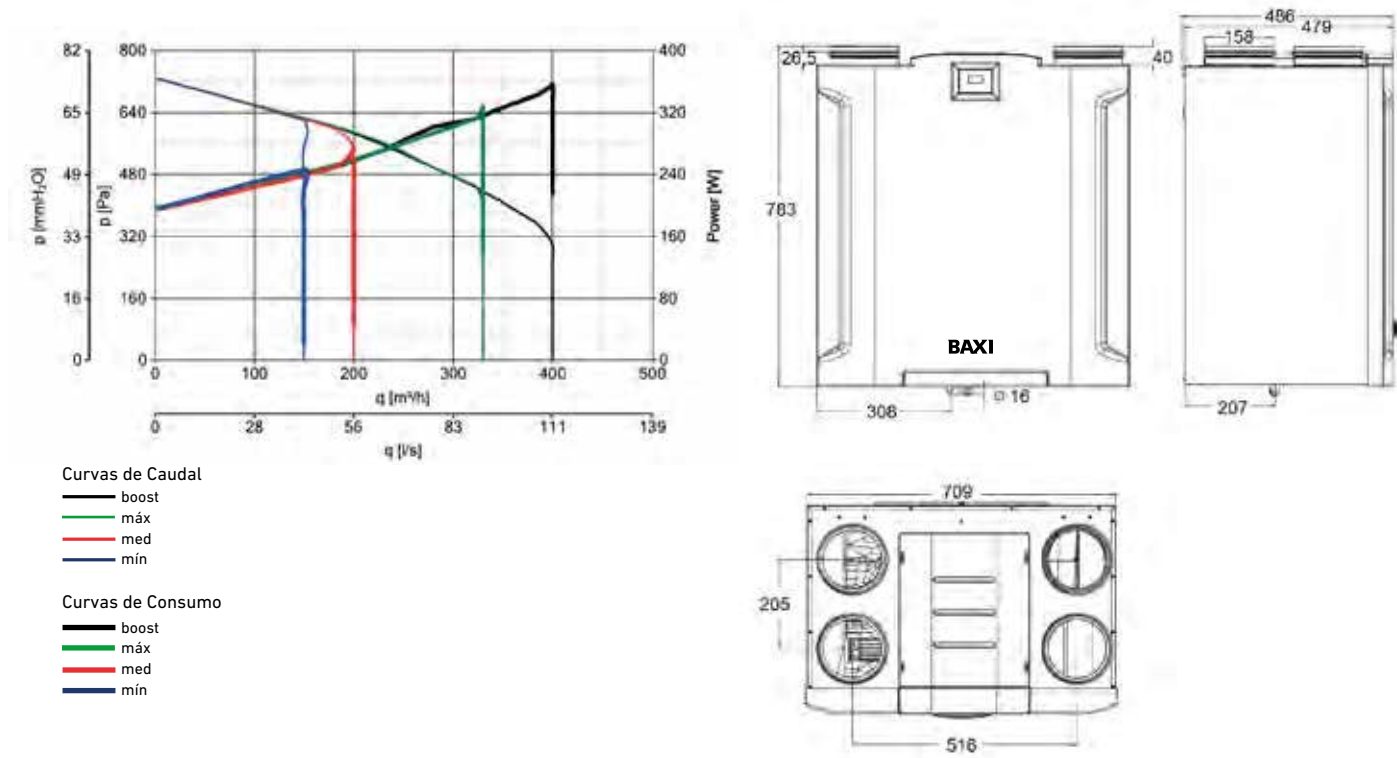 82
65
49
33
16
0
p (mmH₂O)
800
640
480
320
160
0
p [Pa]
400
320
240
160
80
0
Power [W]
0 100 200 300 400 500
q [m³/h]
0 28 56 83 111 139
q [l/s]
Curvas de Caudal
boost
máx
med
mín
Curvas de Consumo
boost
máx
med
mín
26,5
40
783
BAXI
308
16
486
479
158
207
709
205
516